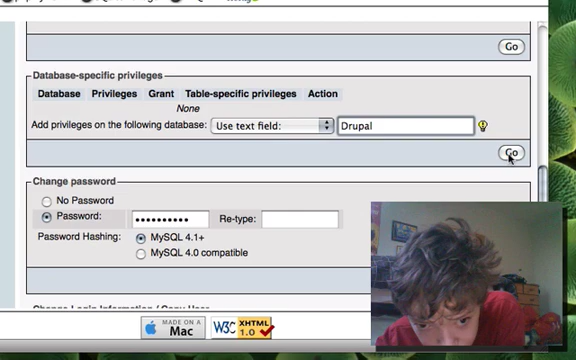 Go
Database-specific privileges
Database Privileges Grant Table-specific privileges Action
None
Add privileges on the following database: Use text field: Drupal
Go
Change password
No Password
Password: •••••••••• Re-type:
Password Hashing: MySQL 4.1+
MySQL 4.0 compatible
MADE ON A Mac
W3C XHTML 1.0